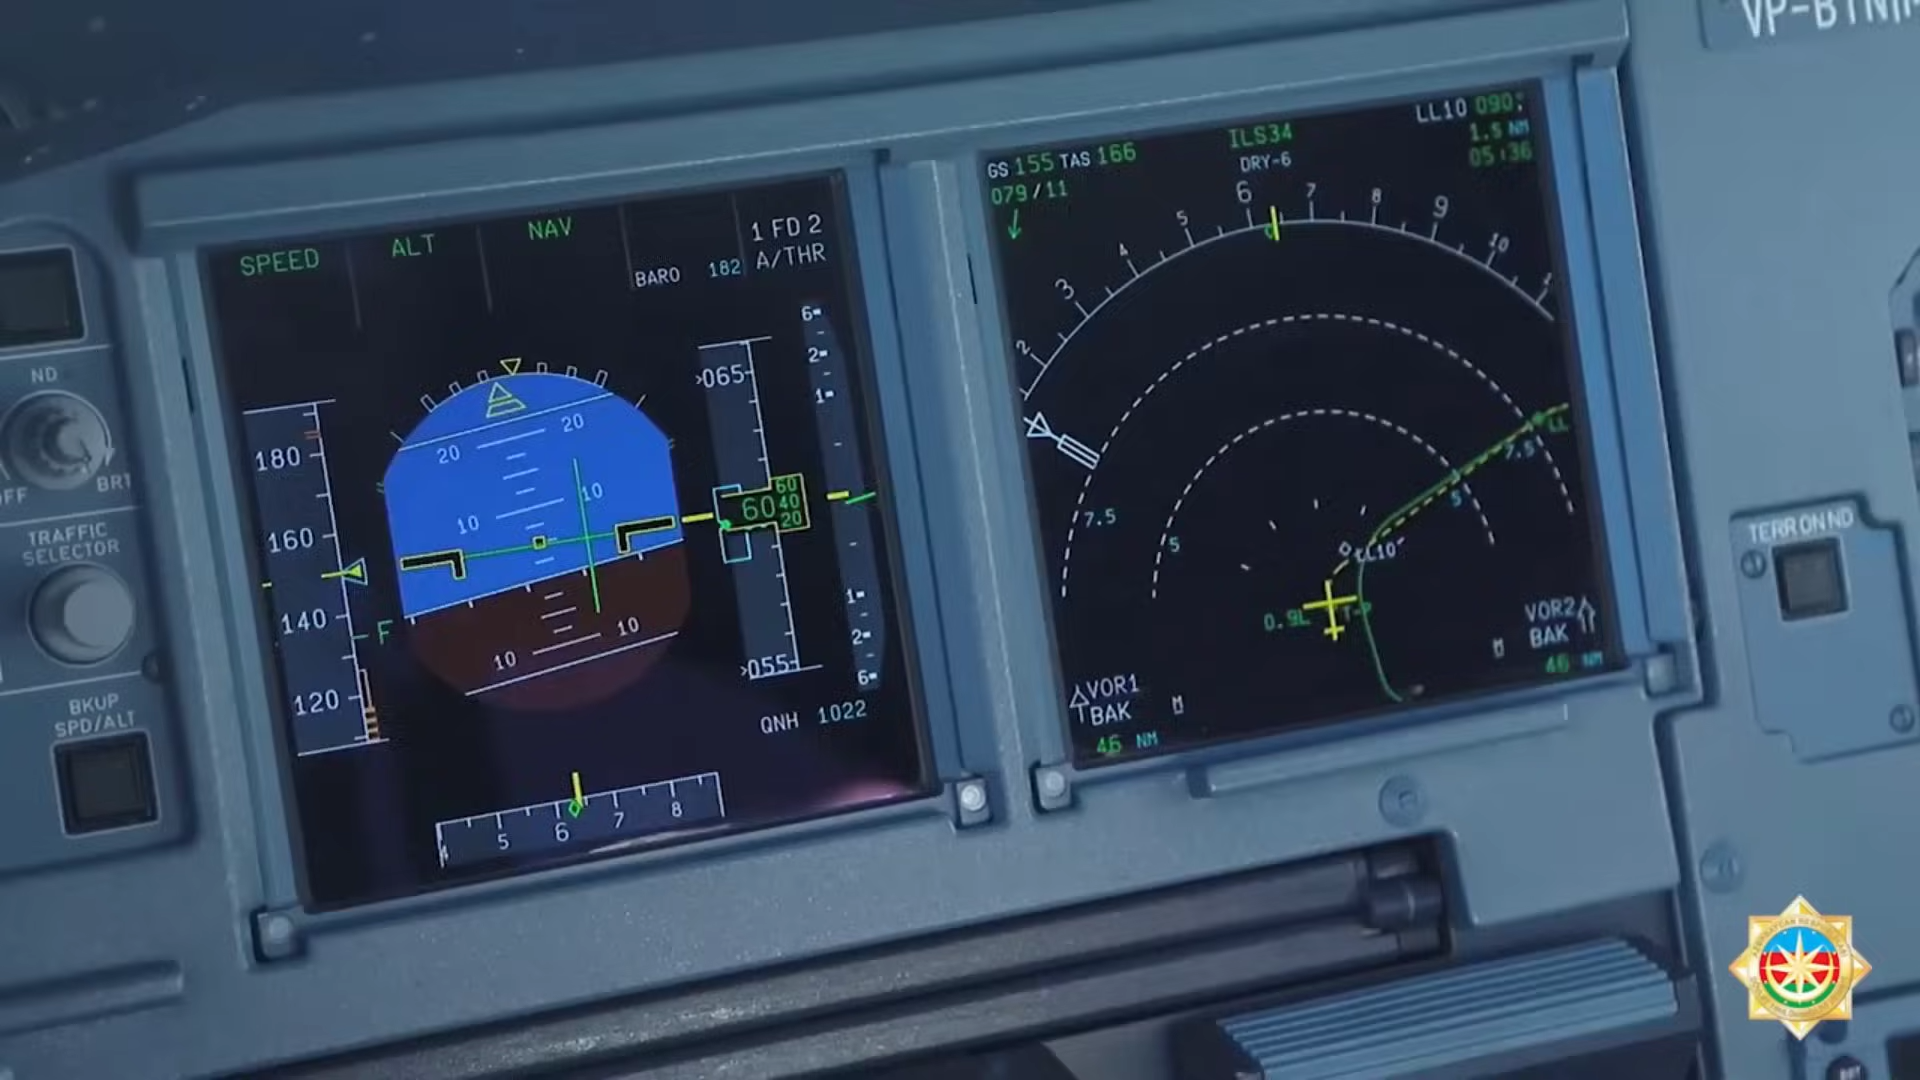 VP-BTN
SPEED ALT NAV
1 FD 2
BARO 182 A/THR
6
2
1
1
2
6
180
160
140
120
F
20 20
10 10
10 10
065
60
60
40
20
055
QNH 1022
4 5 6 7 8
GS 155 TAS 166
079/11
ILS34
DRY-6
LL10 090°
1.5 NM
05:36
2 3 4 5 6 7 8 9 10
7.5
5
7.5
5
LL
LL10
0.9L
VOR1
BAK
46 NM
M
VOR2
BAK
46 NM
M
ND
OFF BRT
TRAFFIC
SELECTOR
BKUP
SPD/ALT
TERR ON ND